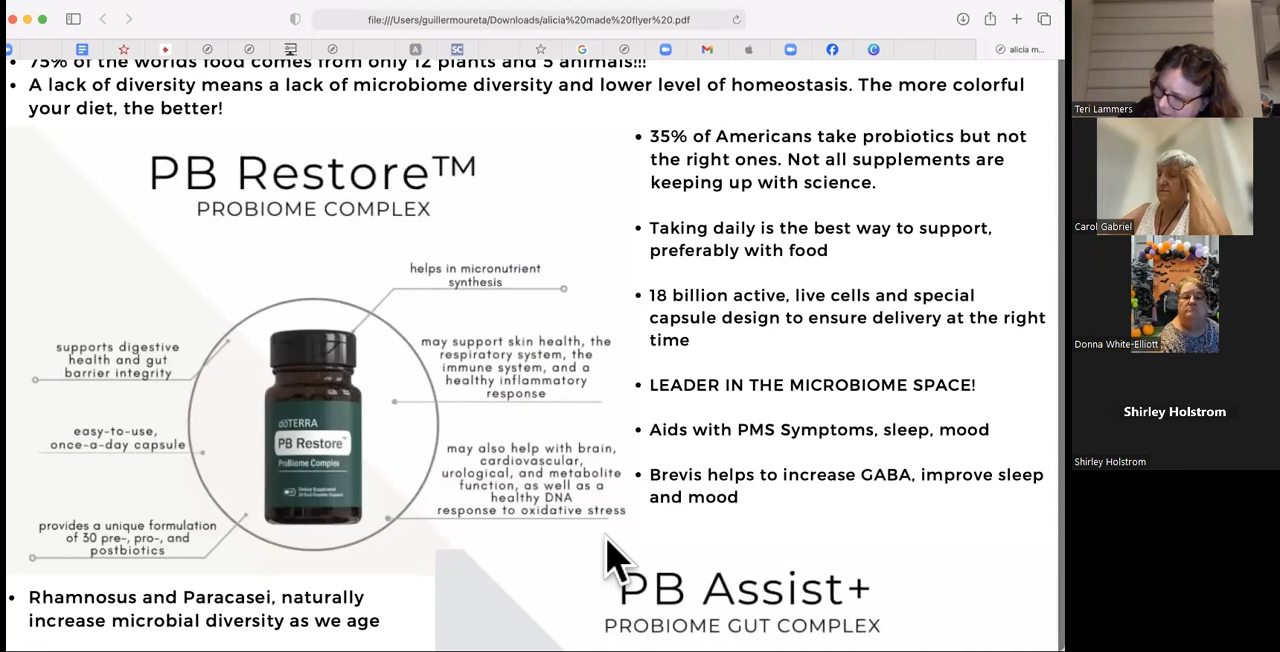 file:///Users/guillermoureta/Downloads/alicia%20made%20flyer%20.pdf
alicia m...
• 75% of the worlds food comes from only 12 plants and 5 animals!!!
• A lack of diversity means a lack of microbiome diversity and lower level of homeostasis. The more colorful
your diet, the better!
PB Restore™
PROBIOME COMPLEX
helps in micronutrient
synthesis
supports digestive
health and gut
barrier integrity
may support skin health, the
respiratory system, the
immune system, and a
healthy inflammatory
response
easy-to-use,
once-a-day capsule
may also help with brain,
cardiovascular,
urological, and metabolite
function, as well as a
healthy DNA
response to oxidative stress
provides a unique formulation
of 30 pre-, pro-, and
postbiotics
dōTERRA
PB Restore™
ProBiome Complex
• Rhamnosus and Paracasei, naturally
increase microbial diversity as we age
• 35% of Americans take probiotics but not
the right ones. Not all supplements are
keeping up with science.
• Taking daily is the best way to support,
preferably with food
• 18 billion active, live cells and special
capsule design to ensure delivery at the right
time
• LEADER IN THE MICROBIOME SPACE!
• Aids with PMS Symptoms, sleep, mood
• Brevis helps to increase GABA, improve sleep
and mood
PB Assist+
PROBIOME GUT COMPLEX
Teri Lammers
Carol Gabriel
Donna White-Elliott
Shirley Holstrom
Shirley Holstrom